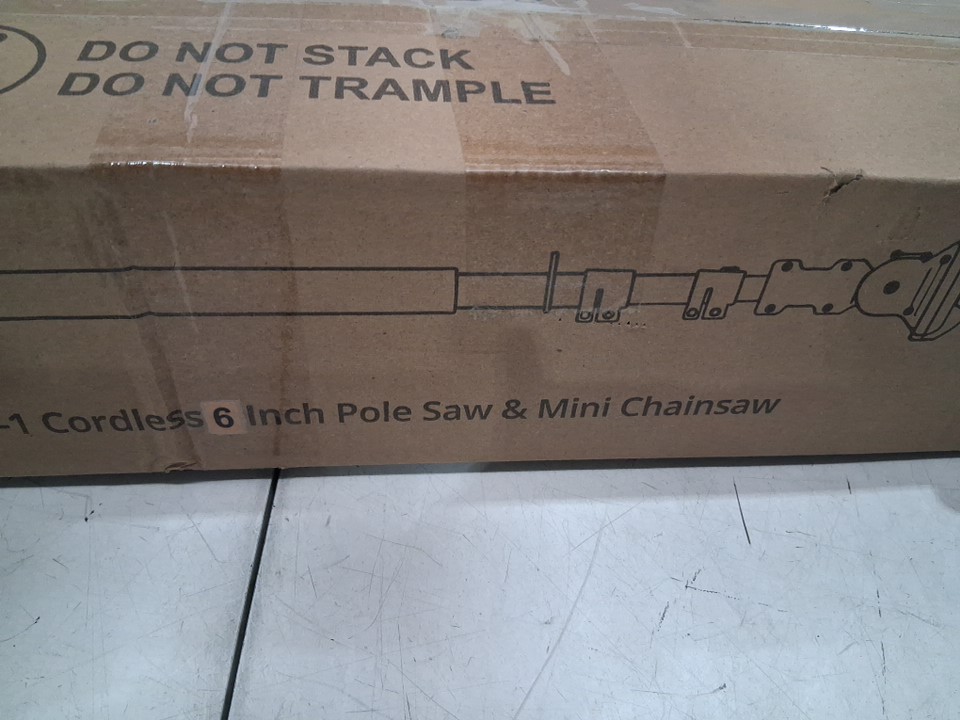 DO NOT STACK
DO NOT TRAMPLE
-1 Cordless 6 Inch Pole Saw & Mini Chainsaw